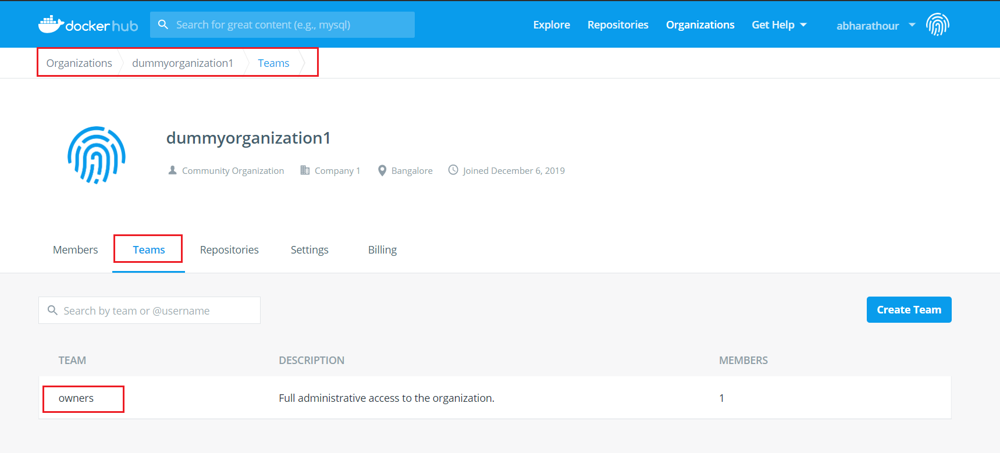 docker hub Search for great content (e.g., mysql) Explore Repositories Organizations Get Help abharathour
Organizations dummyorganization1 Teams
dummyorganization1
Community Organization Company 1 Bangalore Joined December 6, 2019
Members Teams Repositories Settings Billing
Search by team or @username Create Team
TEAM DESCRIPTION MEMBERS
owners Full administrative access to the organization. 1